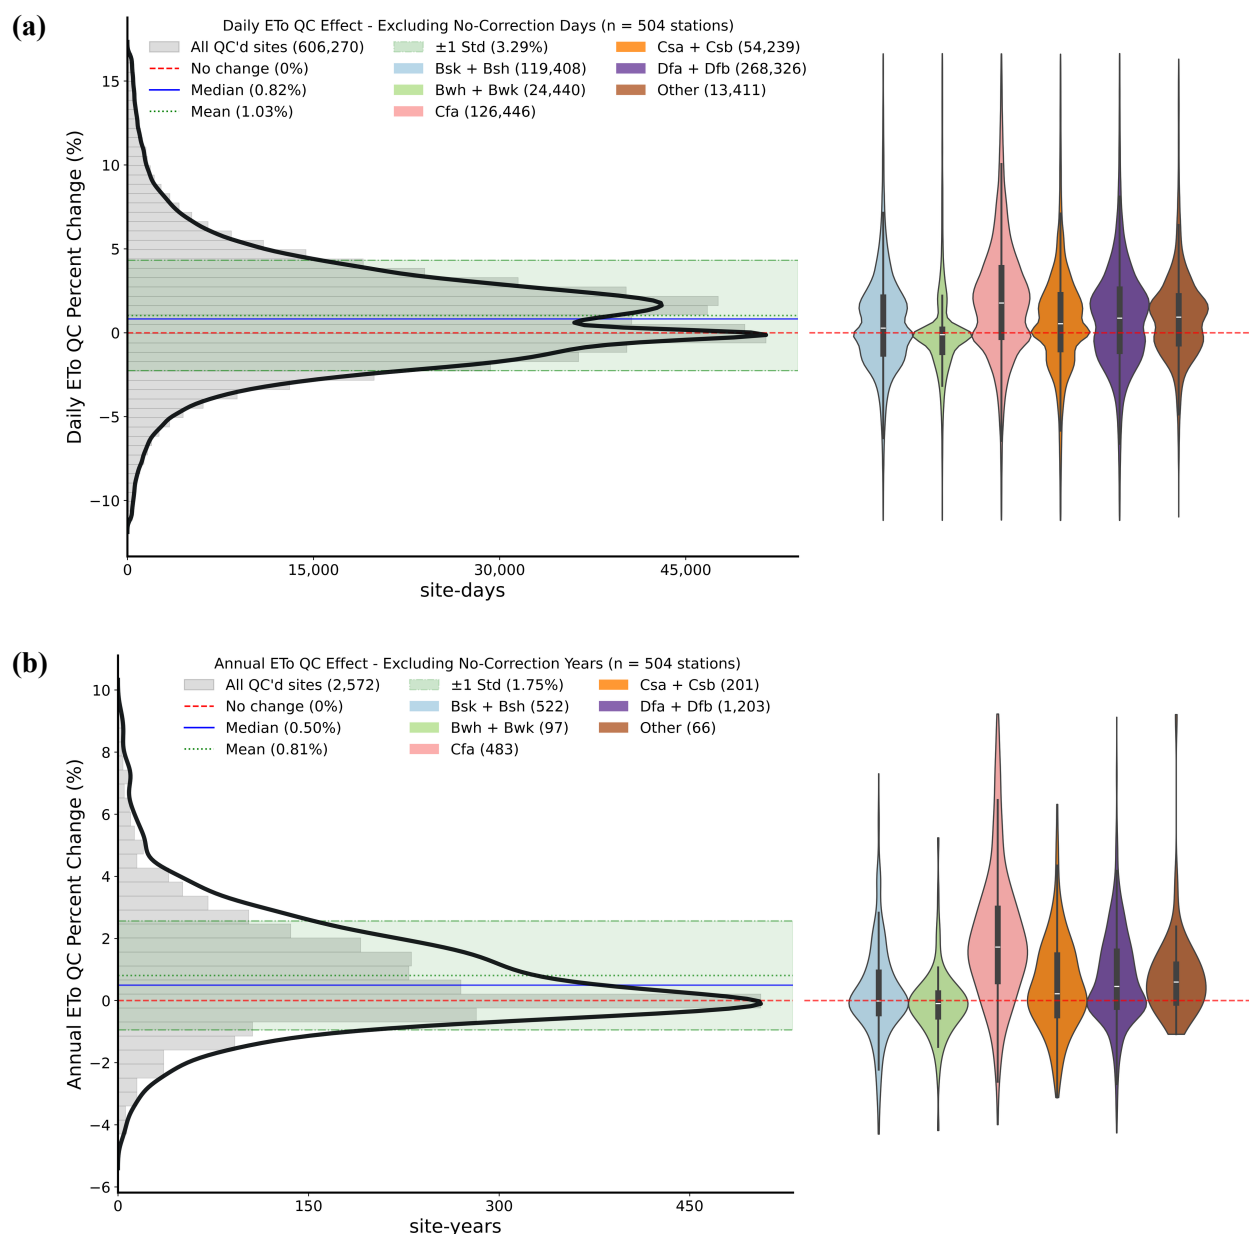 (a)
Daily ETo QC Effect - Excluding No-Correction Days (n = 504 stations)
All QC'd sites (606,270)
No change (0%)
Median (0.82%)
Mean (1.03%)
±1 Std (3.29%)
Bsk + Bsh (119,408)
Bwh + Bwk (24,440)
Cfa (126,446)
Csa + Csb (54,239)
Dfa + Dfb (268,326)
Other (13,411)
Daily ETo QC Percent Change (%)
15
10
5
0
−5
−10
0
15,000
30,000
45,000
site-days
(b)
Annual ETo QC Effect - Excluding No-Correction Years (n = 504 stations)
All QC'd sites (2,572)
No change (0%)
Median (0.50%)
Mean (0.81%)
±1 Std (1.75%)
Bsk + Bsh (522)
Bwh + Bwk (97)
Cfa (483)
Csa + Csb (201)
Dfa + Dfb (1,203)
Other (66)
Annual ETo QC Percent Change (%)
10
8
6
4
2
0
−2
−4
−6
0
150
300
450
site-years